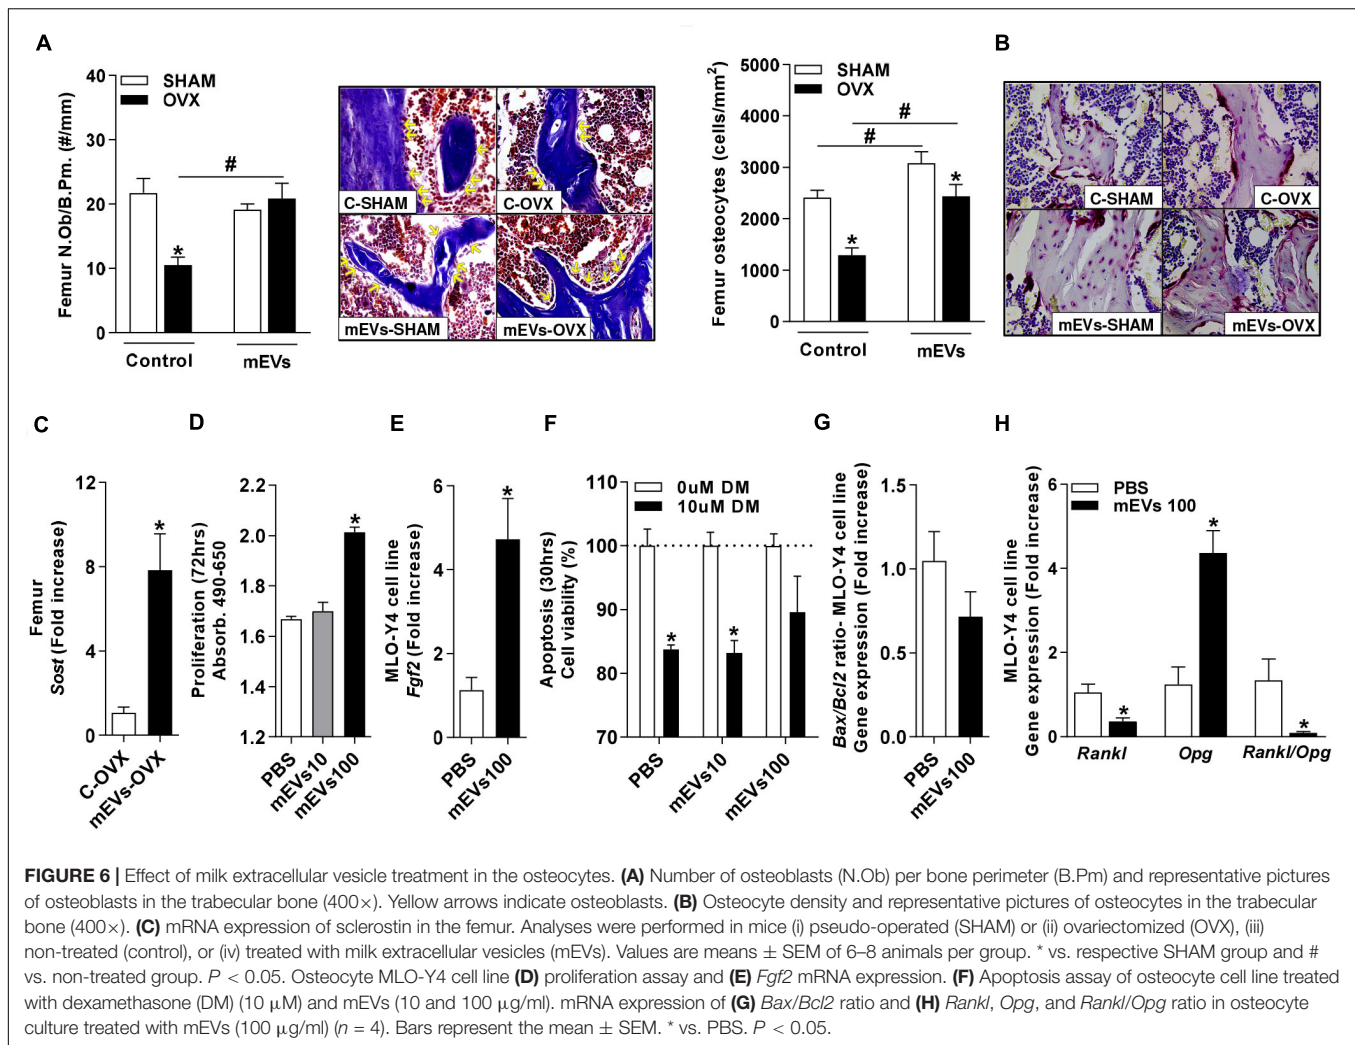 A
B
Femur N.Ob/B.Pm. (#/mm)
40
30
20
10
0
SHAM
OVX
#
*
Control
mEVs
C-SHAM
C-OVX
mEVs-SHAM
mEVs-OVX
Femur osteocytes (cells/mm²)
5000
4000
3000
2000
1000
0
SHAM
OVX
#
#
*
*
Control
mEVs
C-SHAM
C-OVX
mEVs-SHAM
mEVs-OVX
C
D
E
F
G
H
Femur
Sost (Fold increase)
12
8
4
0
*
C-OVX
mEVs-OVX
Proliferation (72hrs)
Absorb. 490-650
2.2
2.0
1.8
1.6
1.4
1.2
*
PBS
mEVs10
mEVs100
MLO-Y4 cell line
Fgf2 (Fold increase)
6
4
2
0
*
PBS
mEVs100
Apoptosis (30hrs)
Cell viability (%)
110
100
90
80
70
0uM DM
10uM DM
*
*
PBS
mEVs10
mEVs100
Bax/Bcl2 ratio- MLO-Y4 cell line
Gene expression (Fold increase)
1.5
1.0
0.5
0.0
PBS
mEVs100
MLO-Y4 cell line
Gene expression (Fold increase)
6
4
2
0
PBS
mEVs 100
*
*
*
Rankl
Opg
Rankl/Opg
FIGURE 6 | Effect of milk extracellular vesicle treatment in the osteocytes. (A) Number of osteoblasts (N.Ob) per bone perimeter (B.Pm) and representative pictures
of osteoblasts in the trabecular bone (400×). Yellow arrows indicate osteoblasts. (B) Osteocyte density and representative pictures of osteocytes in the trabecular
bone (400×). (C) mRNA expression of sclerostin in the femur. Analyses were performed in mice (i) pseudo-operated (SHAM) or (ii) ovariectomized (OVX), (iii)
non-treated (control), or (iv) treated with milk extracellular vesicles (mEVs). Values are means ± SEM of 6–8 animals per group. * vs. respective SHAM group and #
vs. non-treated group. P < 0.05. Osteocyte MLO-Y4 cell line (D) proliferation assay and (E) Fgf2 mRNA expression. (F) Apoptosis assay of osteocyte cell line treated
with dexamethasone (DM) (10 μM) and mEVs (10 and 100 μg/ml). mRNA expression of (G) Bax/Bcl2 ratio and (H) Rankl, Opg, and Rankl/Opg ratio in osteocyte
culture treated with mEVs (100 μg/ml) (n = 4). Bars represent the mean ± SEM. * vs. PBS. P < 0.05.